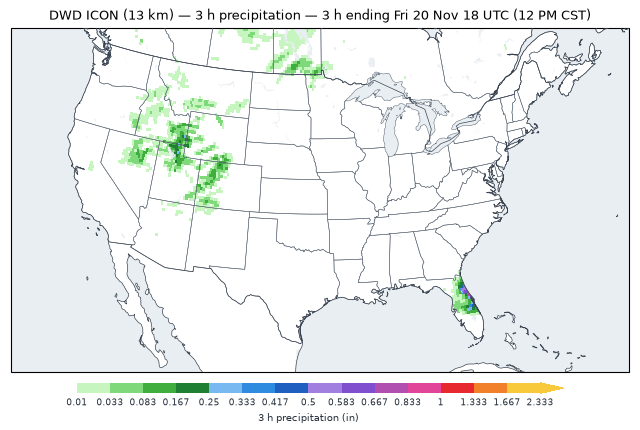 DWD ICON (13 km) — 3 h precipitation — 3 h ending Fri 20 Nov 18 UTC (12 PM CST)
0.01 0.033 0.083 0.167 0.25 0.333 0.417 0.5 0.583 0.667 0.833 1 1.333 1.667 2.333
3 h precipitation (in)